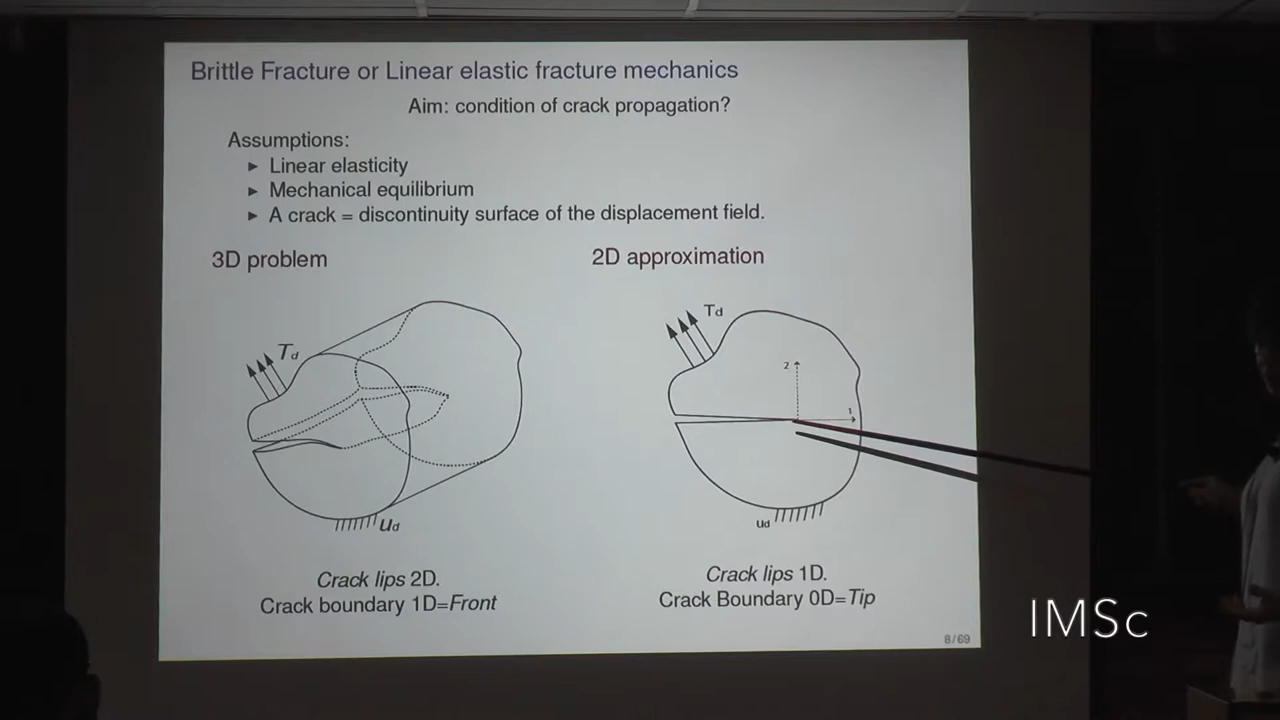 Brittle Fracture or Linear elastic fracture mechanics
Aim: condition of crack propagation?
Assumptions:
► Linear elasticity
► Mechanical equilibrium
► A crack = discontinuity surface of the displacement field.
3D problem
2D approximation
Td
Td
2
1
ud
ud
Crack lips 2D.
Crack boundary 1D=Front
Crack lips 1D.
Crack Boundary 0D=Tip
8/69
IMSc